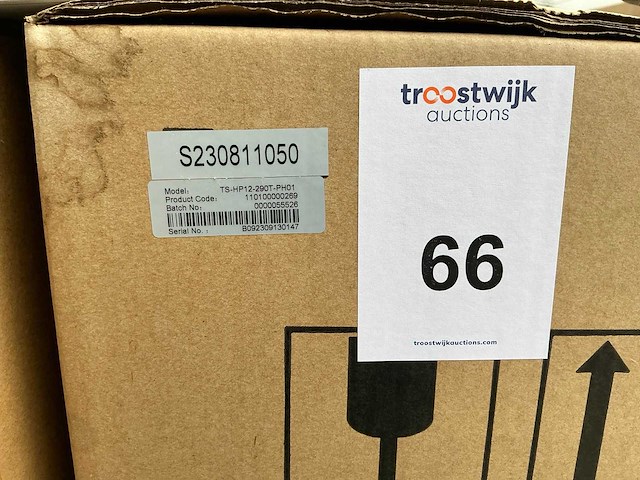 troostwijk
auctions
S230811050
Model: TS-HP12-290T-PH01
Product Code: 110100000269
Batch No: 0000055526
Serial No. : B092309130147
66
troostwijkauctions.com